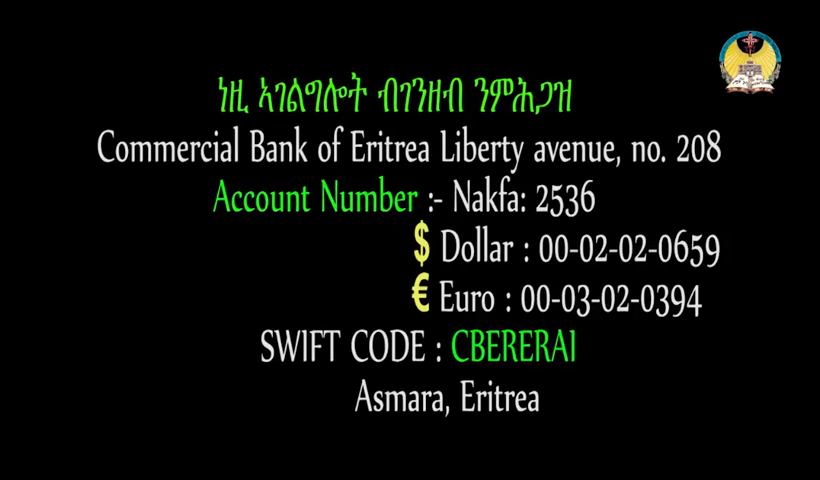 ነዚ ኣገልግሎት ብገንዘብ ንምሕጋዝ
Commercial Bank of Eritrea Liberty avenue, no. 208
Account Number :- Nakfa: 2536
$ Dollar : 00-02-02-0659
€ Euro : 00-03-02-0394
SWIFT CODE : CBERERAI
Asmara, Eritrea